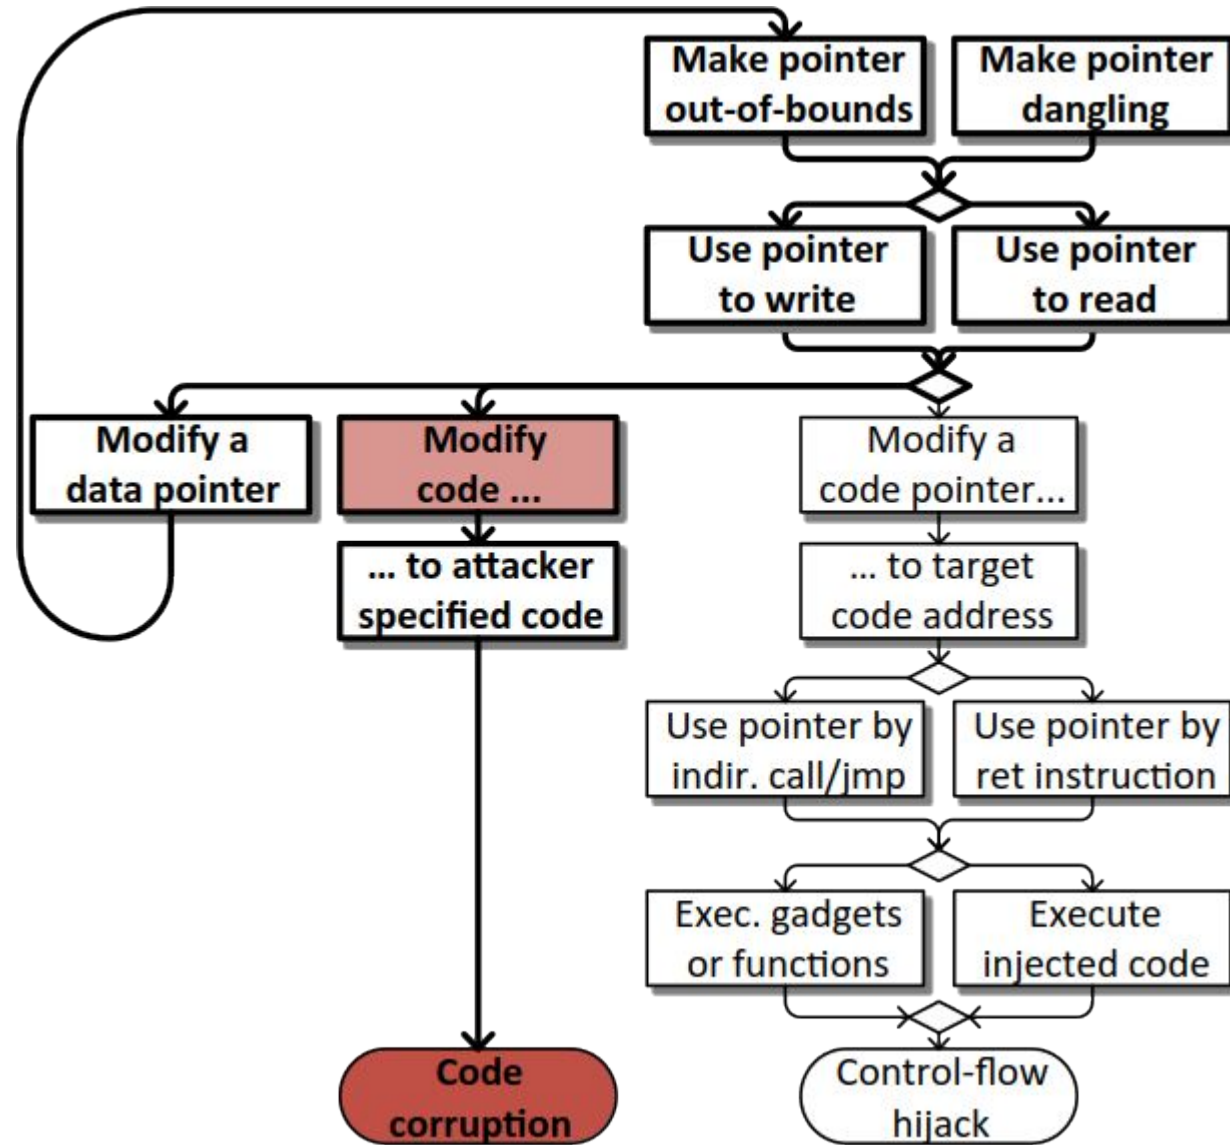 Make pointer
out-of-bounds
Make pointer
dangling
Use pointer
to write
Use pointer
to read
Modify a
data pointer
Modify
code ...
Modify a
code pointer...
... to attacker
specified code
... to target
code address
Use pointer by
indir. call/jmp
Use pointer by
ret instruction
Exec. gadgets
or functions
Execute
injected code
Code
corruption
Control-flow
hijack